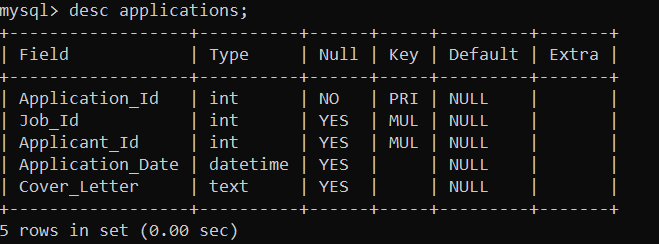 mysql> desc applications;
+------------------+----------+------+-----+---------+-------+
| Field            | Type     | Null | Key | Default | Extra |
+------------------+----------+------+-----+---------+-------+
| Application_Id   | int      | NO   | PRI | NULL    |       |
| Job_Id           | int      | YES  | MUL | NULL    |       |
| Applicant_Id     | int      | YES  | MUL | NULL    |       |
| Application_Date | datetime | YES  |     | NULL    |       |
| Cover_Letter     | text     | YES  |     | NULL    |       |
+------------------+----------+------+-----+---------+-------+
5 rows in set (0.00 sec)